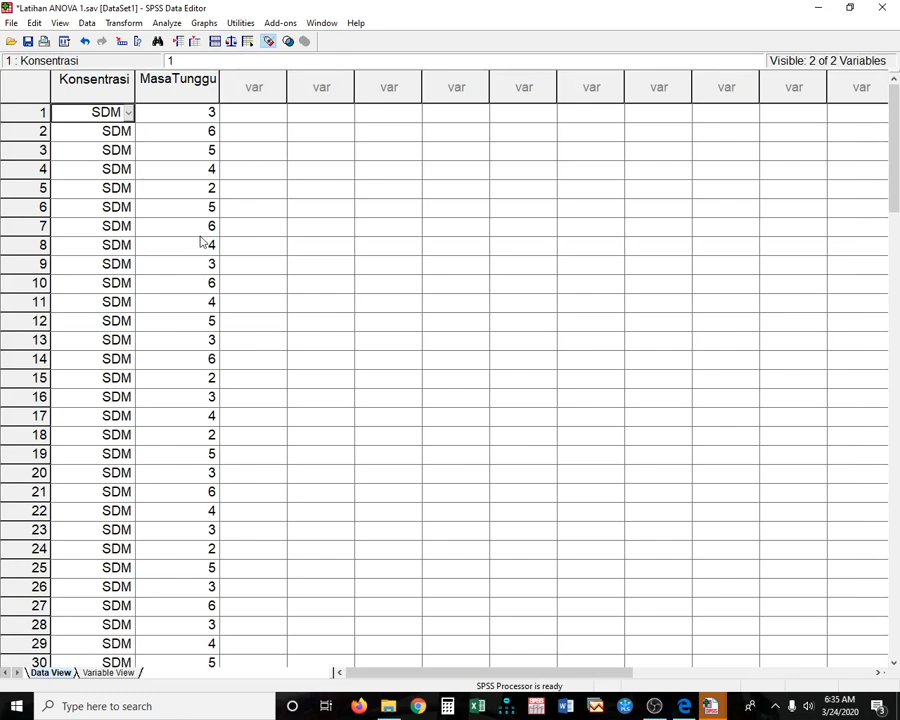 *Latihan ANOVA 1.sav [DataSet1] - SPSS Data Editor
File Edit View Data Transform Analyze Graphs Utilities Add-ons Window Help
1 : Konsentrasi 1 Visible: 2 of 2 Variables
Konsentrasi MasaTunggu var var var var var var var var var var
1 SDM 3
2 SDM 6
3 SDM 5
4 SDM 4
5 SDM 2
6 SDM 5
7 SDM 6
8 SDM 4
9 SDM 3
10 SDM 6
11 SDM 4
12 SDM 5
13 SDM 3
14 SDM 6
15 SDM 2
16 SDM 3
17 SDM 4
18 SDM 2
19 SDM 5
20 SDM 3
21 SDM 6
22 SDM 4
23 SDM 3
24 SDM 2
25 SDM 5
26 SDM 3
27 SDM 6
28 SDM 3
29 SDM 4
30 SDM 5
Data View Variable View
SPSS Processor is ready
Type here to search
6:35 AM
3/24/2020
3